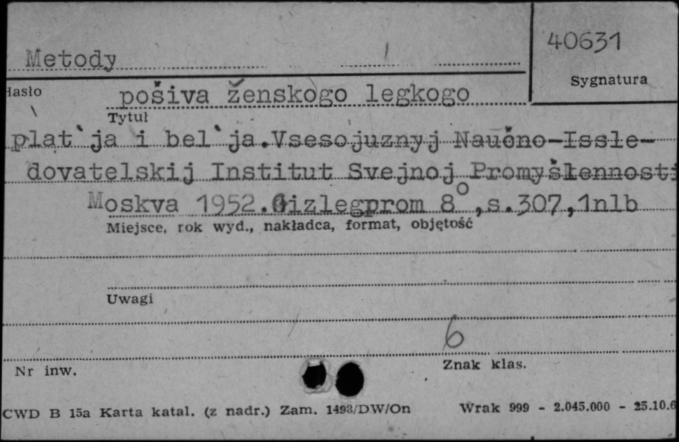 40631
Metody
Sygnatura
Hasło
pošiva ženskogo legkogo
Tytuł
plat`ja i bel`ja.Vsesojuznyj Naučno-Issle-
dovatelskij Institut Svejnoj Promyšlennosti
Moskva 1952.Gizlegprom 8°,s.307,1nlb
Miejsce, rok wyd., nakładca, format, objętość
Uwagi
6
Nr inw.
Znak klas.
CWD B 15a Karta katal. (z nadr.) Zam. 1493/DW/On
Wrak 999 - 2.045.000 - 25.10.6